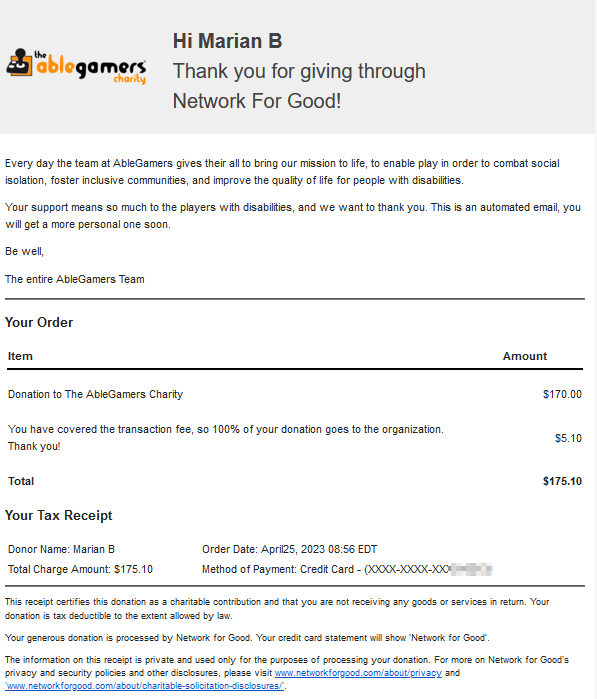 the
ablegamers
charity
Hi Marian B
Thank you for giving through
Network For Good!
Every day the team at AbleGamers gives their all to bring our mission to life, to enable play in order to combat social
isolation, foster inclusive communities, and improve the quality of life for people with disabilities.
Your support means so much to the players with disabilities, and we want to thank you. This is an automated email, you
will get a more personal one soon.
Be well,
The entire AbleGamers Team
Your Order
Item Amount
Donation to The AbleGamers Charity $170.00
You have covered the transaction fee, so 100% of your donation goes to the organization.
Thank you! $5.10
Total $175.10
Your Tax Receipt
Donor Name: Marian B Order Date: April25, 2023 08:56 EDT
Total Charge Amount: $175.10 Method of Payment: Credit Card - (XXXX-XXXX-XXX
This receipt certifies this donation as a charitable contribution and that you are not receiving any goods or services in return. Your
donation is tax deductible to the extent allowed by law.
Your generous donation is processed by Network for Good. Your credit card statement will show 'Network for Good'.
The information on this receipt is private and used only for the purposes of processing your donation. For more on Network for Good's
privacy and security policies and other disclosures, please visit www.networkforgood.com/about/privacy and
'www.networkforgood.com/about/charitable-solicitation-disclosures/'.